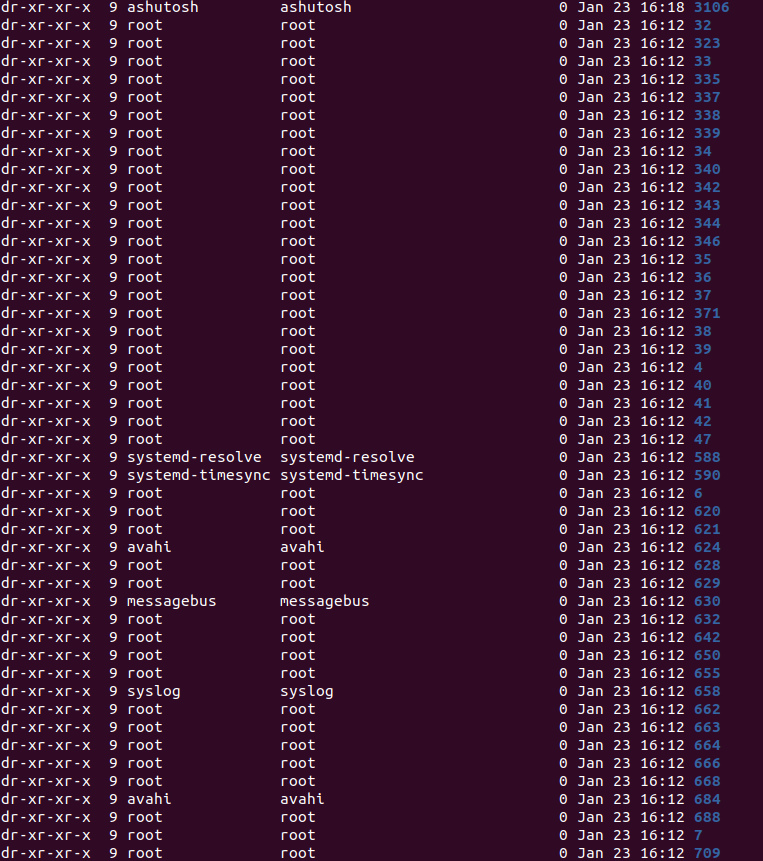 dr-xr-xr-x  9 ashutosh        ashutosh                       0 Jan 23 16:18 3106
dr-xr-xr-x  9 root            root                           0 Jan 23 16:12 32
dr-xr-xr-x  9 root            root                           0 Jan 23 16:12 323
dr-xr-xr-x  9 root            root                           0 Jan 23 16:12 33
dr-xr-xr-x  9 root            root                           0 Jan 23 16:12 335
dr-xr-xr-x  9 root            root                           0 Jan 23 16:12 337
dr-xr-xr-x  9 root            root                           0 Jan 23 16:12 338
dr-xr-xr-x  9 root            root                           0 Jan 23 16:12 339
dr-xr-xr-x  9 root            root                           0 Jan 23 16:12 34
dr-xr-xr-x  9 root            root                           0 Jan 23 16:12 340
dr-xr-xr-x  9 root            root                           0 Jan 23 16:12 342
dr-xr-xr-x  9 root            root                           0 Jan 23 16:12 343
dr-xr-xr-x  9 root            root                           0 Jan 23 16:12 344
dr-xr-xr-x  9 root            root                           0 Jan 23 16:12 346
dr-xr-xr-x  9 root            root                           0 Jan 23 16:12 35
dr-xr-xr-x  9 root            root                           0 Jan 23 16:12 36
dr-xr-xr-x  9 root            root                           0 Jan 23 16:12 37
dr-xr-xr-x  9 root            root                           0 Jan 23 16:12 371
dr-xr-xr-x  9 root            root                           0 Jan 23 16:12 38
dr-xr-xr-x  9 root            root                           0 Jan 23 16:12 39
dr-xr-xr-x  9 root            root                           0 Jan 23 16:12 4
dr-xr-xr-x  9 root            root                           0 Jan 23 16:12 40
dr-xr-xr-x  9 root            root                           0 Jan 23 16:12 41
dr-xr-xr-x  9 root            root                           0 Jan 23 16:12 42
dr-xr-xr-x  9 root            root                           0 Jan 23 16:12 47
dr-xr-xr-x  9 systemd-resolve  systemd-resolve                0 Jan 23 16:12 588
dr-xr-xr-x  9 systemd-timesync systemd-timesync               0 Jan 23 16:12 590
dr-xr-xr-x  9 root            root                           0 Jan 23 16:12 6
dr-xr-xr-x  9 root            root                           0 Jan 23 16:12 620
dr-xr-xr-x  9 root            root                           0 Jan 23 16:12 621
dr-xr-xr-x  9 avahi           avahi                          0 Jan 23 16:12 624
dr-xr-xr-x  9 root            root                           0 Jan 23 16:12 628
dr-xr-xr-x  9 root            root                           0 Jan 23 16:12 629
dr-xr-xr-x  9 messagebus      messagebus                     0 Jan 23 16:12 630
dr-xr-xr-x  9 root            root                           0 Jan 23 16:12 632
dr-xr-xr-x  9 root            root                           0 Jan 23 16:12 642
dr-xr-xr-x  9 root            root                           0 Jan 23 16:12 650
dr-xr-xr-x  9 root            root                           0 Jan 23 16:12 655
dr-xr-xr-x  9 syslog          syslog                         0 Jan 23 16:12 658
dr-xr-xr-x  9 root            root                           0 Jan 23 16:12 662
dr-xr-xr-x  9 root            root                           0 Jan 23 16:12 663
dr-xr-xr-x  9 root            root                           0 Jan 23 16:12 664
dr-xr-xr-x  9 root            root                           0 Jan 23 16:12 666
dr-xr-xr-x  9 root            root                           0 Jan 23 16:12 668
dr-xr-xr-x  9 avahi           avahi                          0 Jan 23 16:12 684
dr-xr-xr-x  9 root            root                           0 Jan 23 16:12 688
dr-xr-xr-x  9 root            root                           0 Jan 23 16:12 7
dr-xr-xr-x  9 root            root                           0 Jan 23 16:12 709